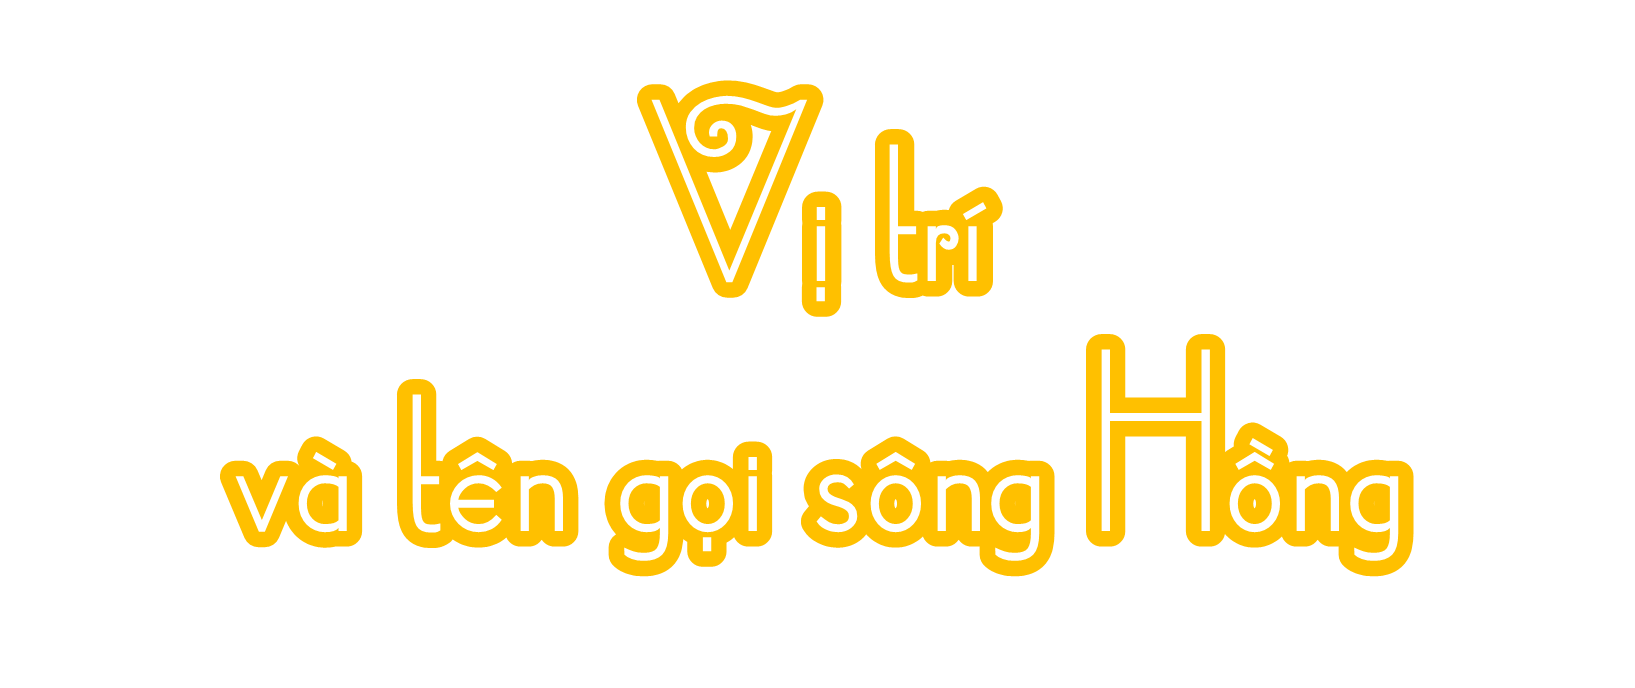 Vị trí
và tên gọi sông Hồng